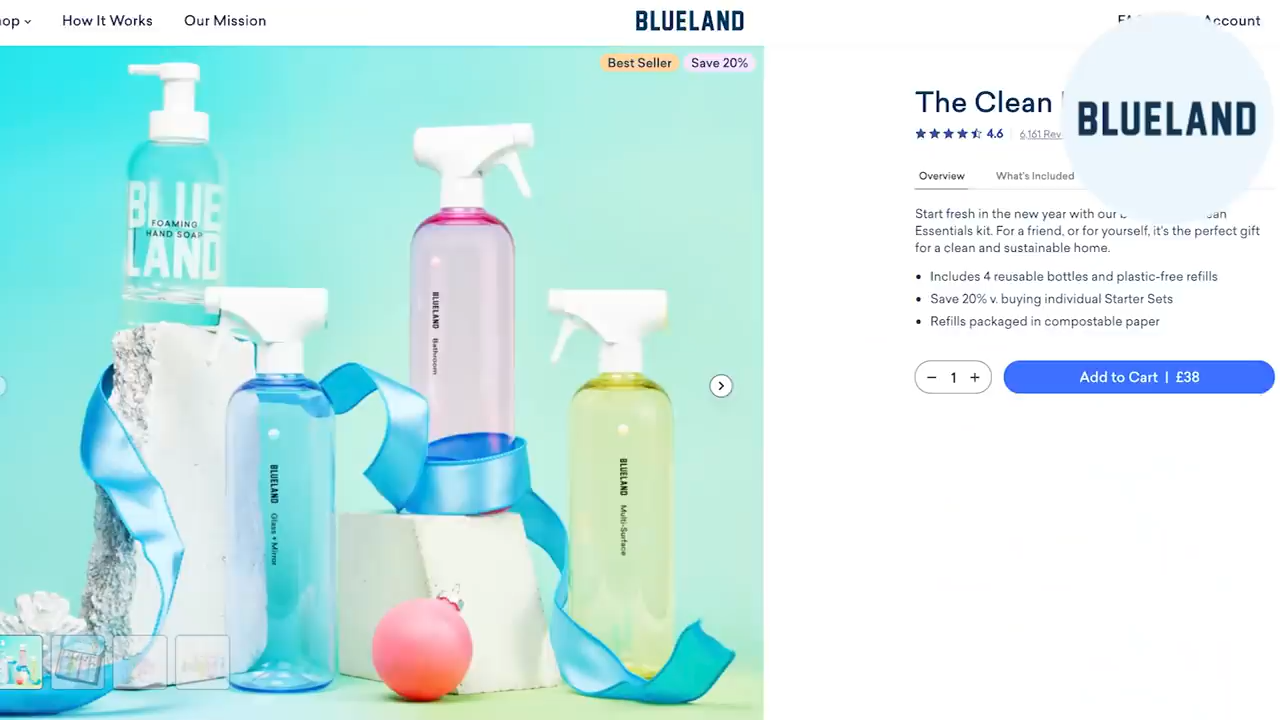 How It Works
Our Mission
BLUELAND
Account
Best Seller
Save 20%
The Clean
BLUELAND
4.6
6,161
Overview
What's Included
Start fresh in the new year with our
Essentials kit. For a friend, or for yourself, it's the perfect gift
for a clean and sustainable home.
Includes 4 reusable bottles and plastic-free refills
Save 20% v. buying individual Starter Sets
Refills packaged in compostable paper
− 1 +
Add to Cart | £38
BLUE
LAND
FOAMING
HAND SOAP
BLUELAND Bathroom
BLUELAND Glass + Mirror
BLUELAND Multi-Surface